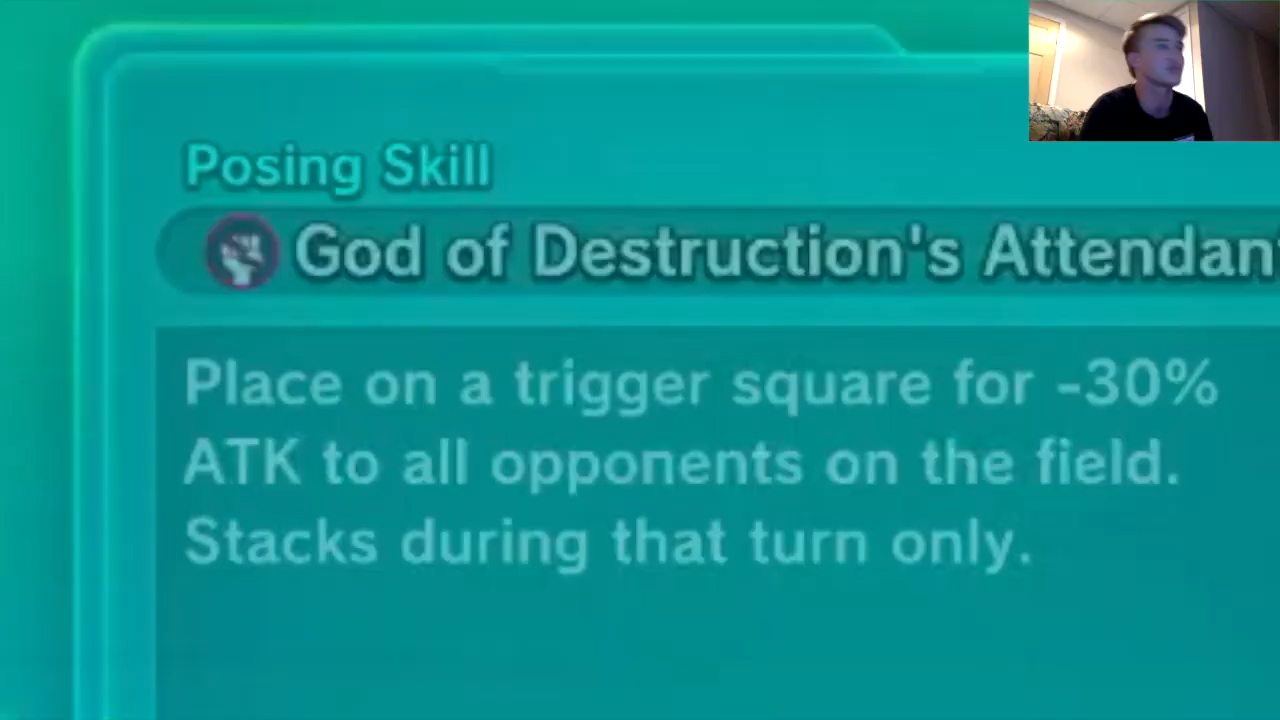 Posing Skill
God of Destruction's Attendant
Place on a trigger square for -30%
ATK to all opponents on the field.
Stacks during that turn only.